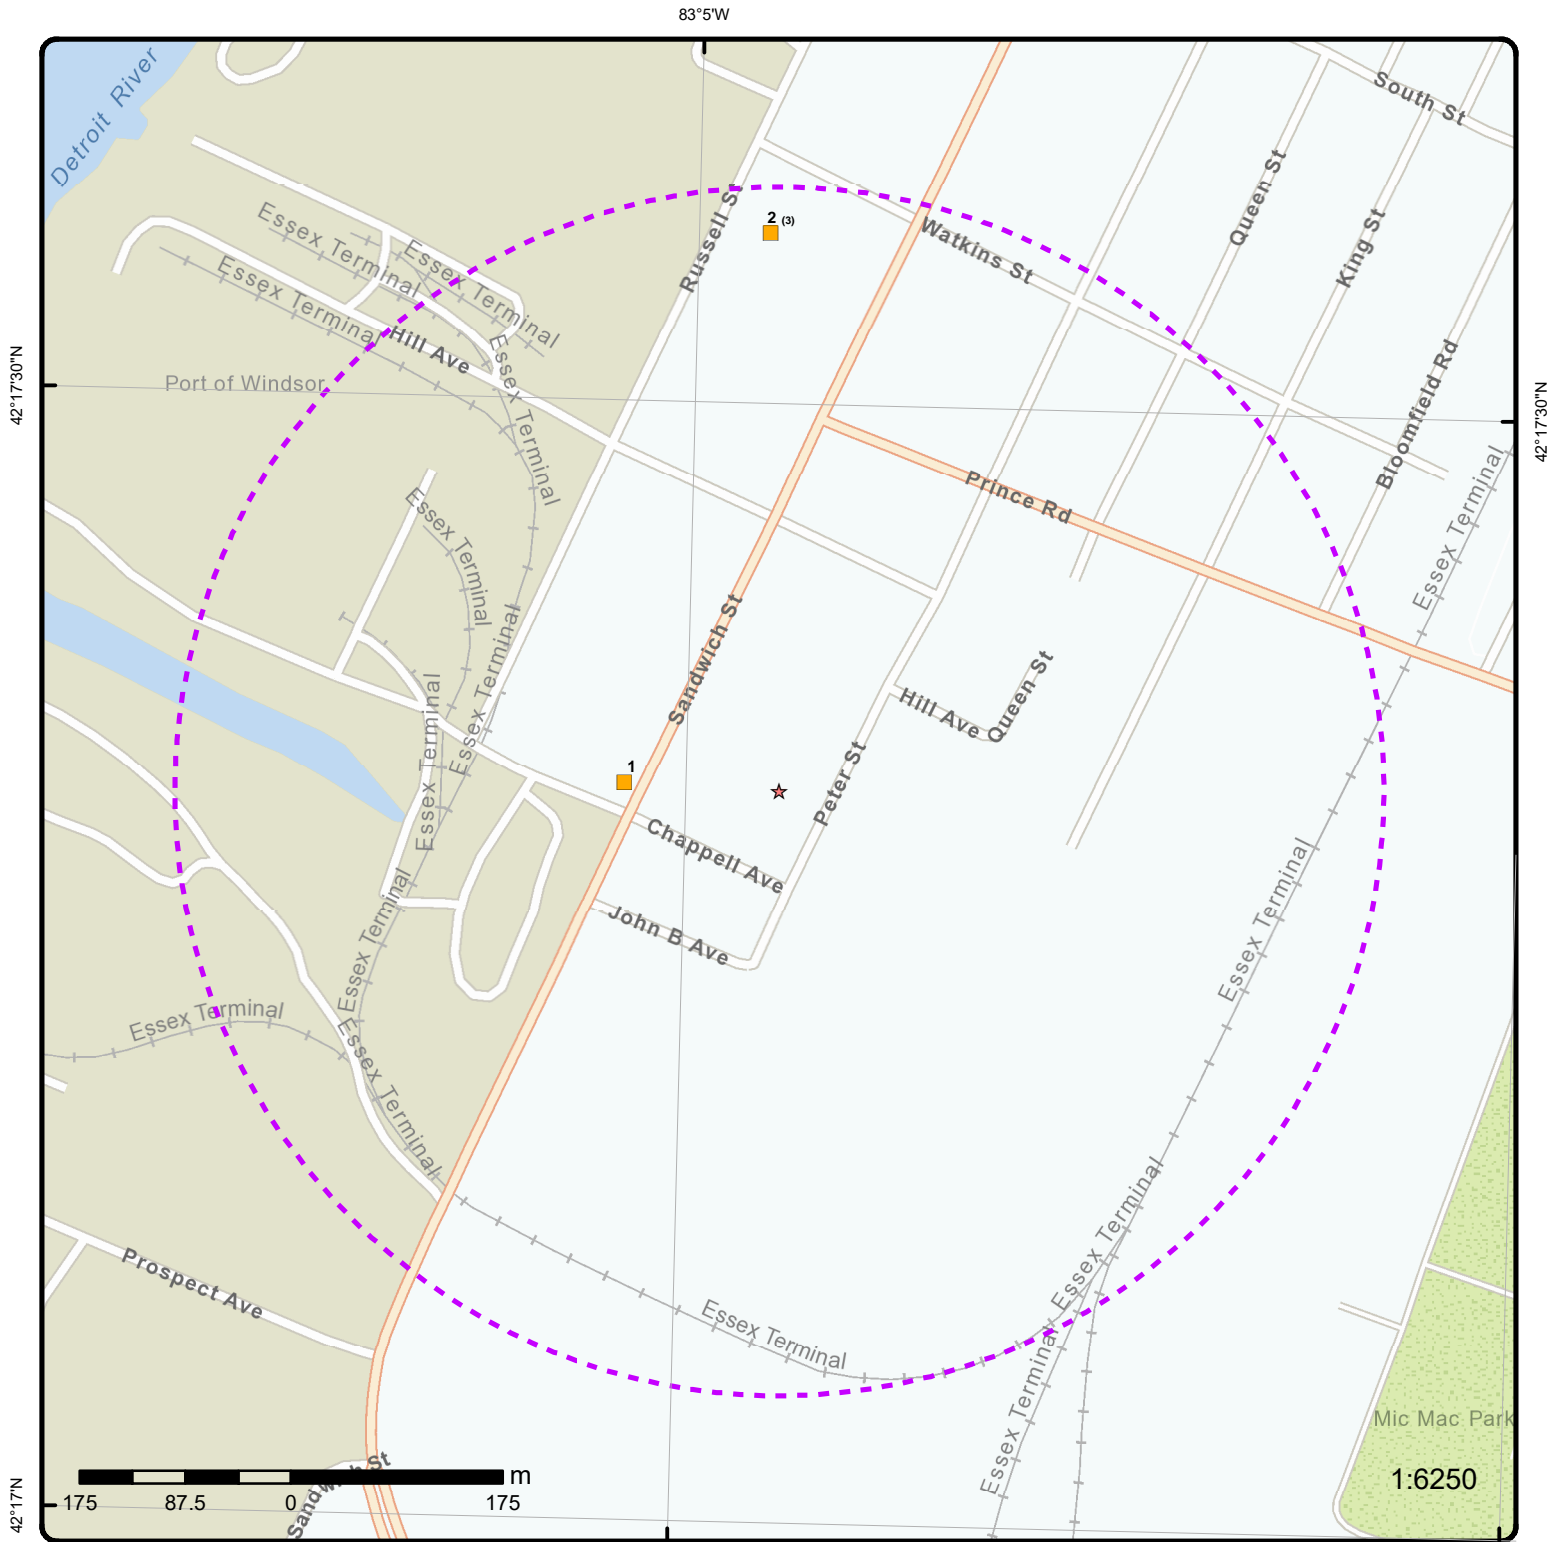 83°5'W
Detroit River
South St
Queen St
King St
Russell St
2 (3)
Watkins St
Essex Terminal
Essex Terminal
Essex Terminal
Hill Ave
Essex Terminal
Port of Windsor
42°17'30"N
42°17'30"N
Bloomfield Rd
Prince Rd
Essex Terminal
Essex Terminal
Sandwich St
Essex Terminal
Essex Terminal
Hill Ave
Queen St
Peter St
1
Chappell Ave
John B Ave
Essex Terminal
Essex Terminal
Essex Terminal
Essex Terminal
Essex Terminal
Prospect Ave
Essex Terminal
Essex Terminal
Mic Mac Park
Sandwich St
m
175
87.5
0
175
1:6250
42°17'N